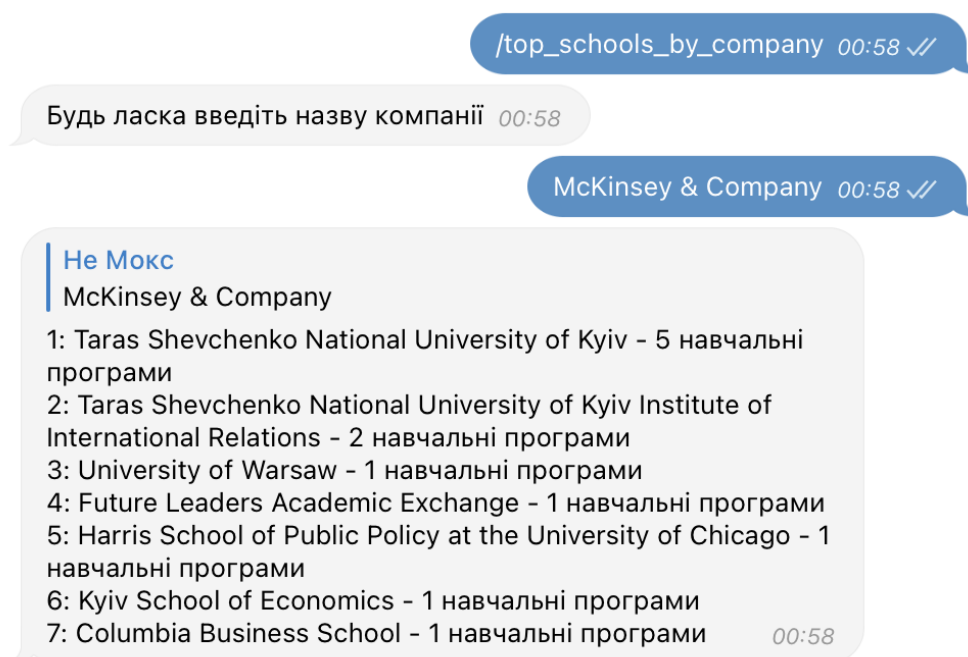 /top_schools_by_company 00:58
Будь ласка введіть назву компанії 00:58
McKinsey & Company 00:58
Не Мокс
McKinsey & Company
1: Taras Shevchenko National University of Kyiv - 5 навчальні
програми
2: Taras Shevchenko National University of Kyiv Institute of
International Relations - 2 навчальні програми
3: University of Warsaw - 1 навчальні програми
4: Future Leaders Academic Exchange - 1 навчальні програми
5: Harris School of Public Policy at the University of Chicago - 1
навчальні програми
6: Kyiv School of Economics - 1 навчальні програми
7: Columbia Business School - 1 навчальні програми 00:58